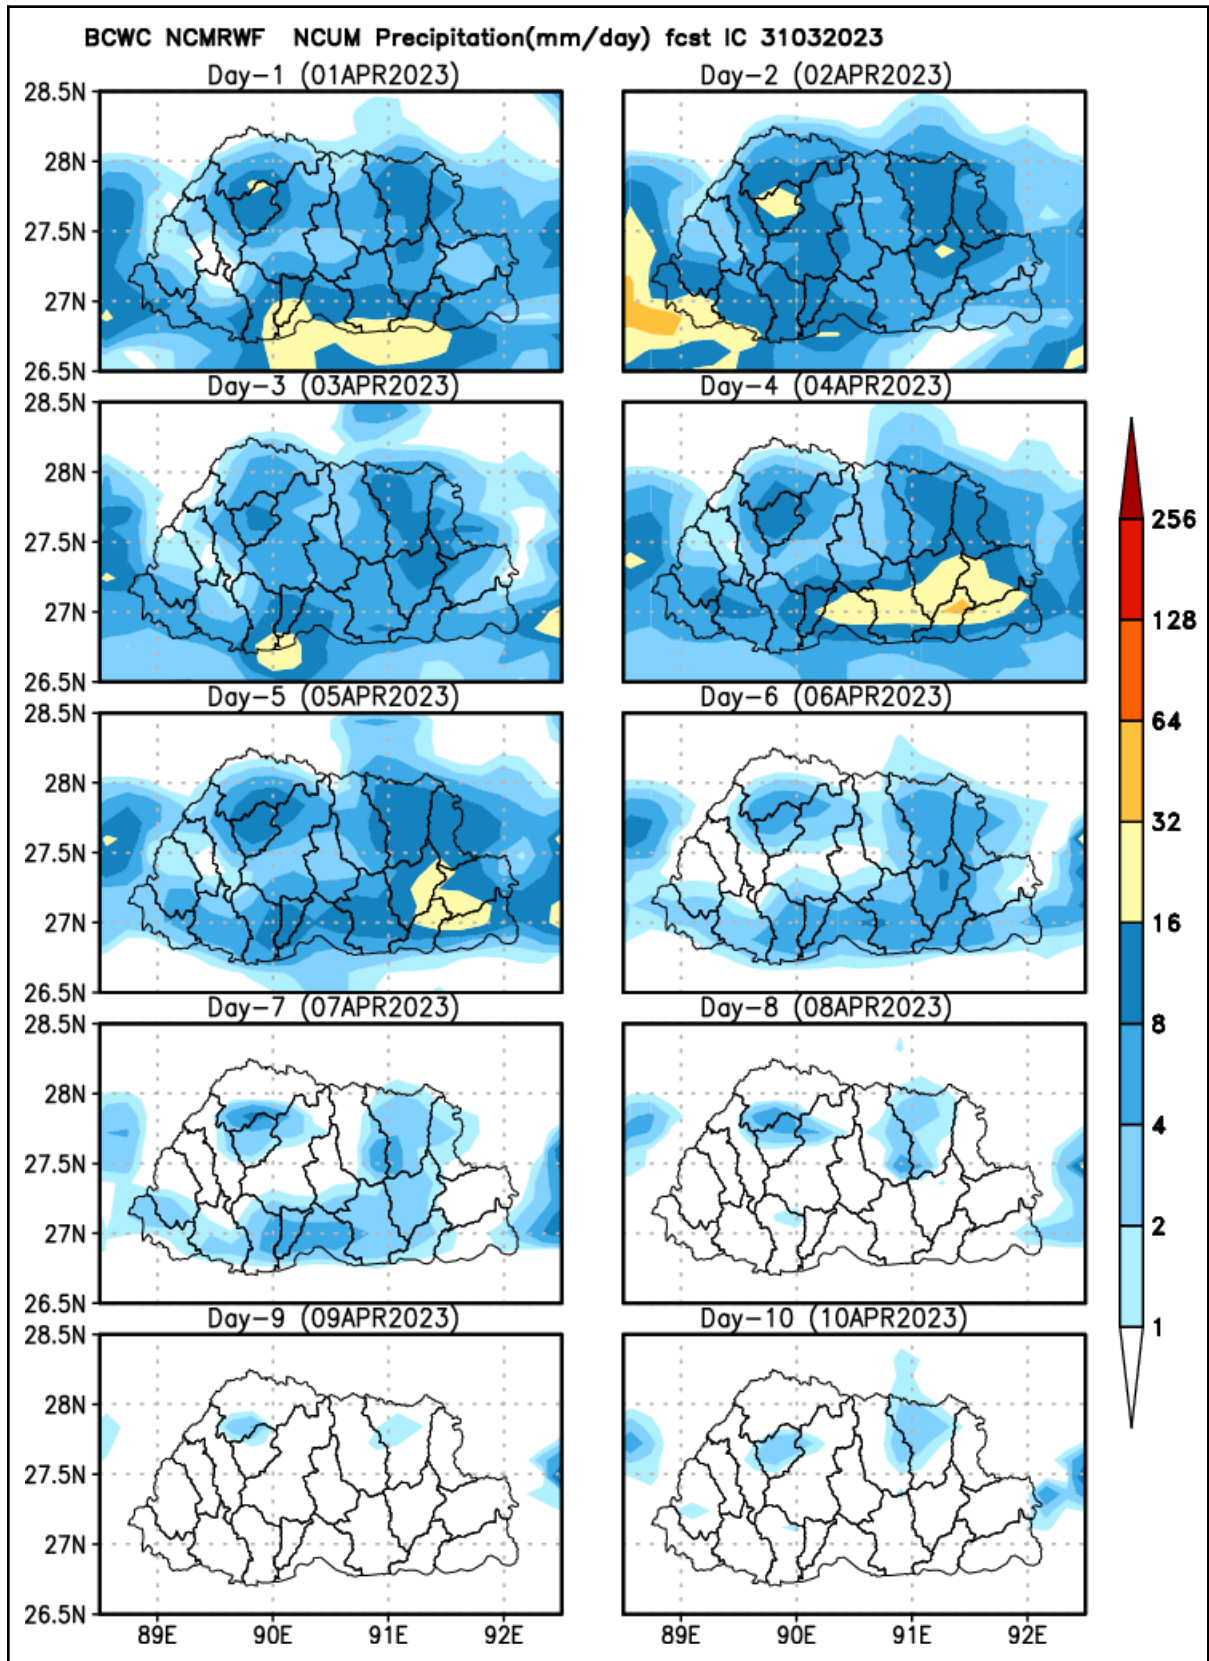 BCWC NCMRWF NCUM Precipitation(mm/day) fcst IC 31032023
Day-1 (01APR2023)
Day-2 (02APR2023)
28.5N
28N
27.5N
27N
26.5N
Day-3 (03APR2023)
Day-4 (04APR2023)
28.5N
28N
27.5N
27N
26.5N
Day-5 (05APR2023)
Day-6 (06APR2023)
28.5N
28N
27.5N
27N
26.5N
Day-7 (07APR2023)
Day-8 (08APR2023)
28.5N
28N
27.5N
27N
26.5N
Day-9 (09APR2023)
Day-10 (10APR2023)
28.5N
28N
27.5N
27N
26.5N
89E 90E 91E 92E
89E 90E 91E 92E
256
128
64
32
16
8
4
2
1